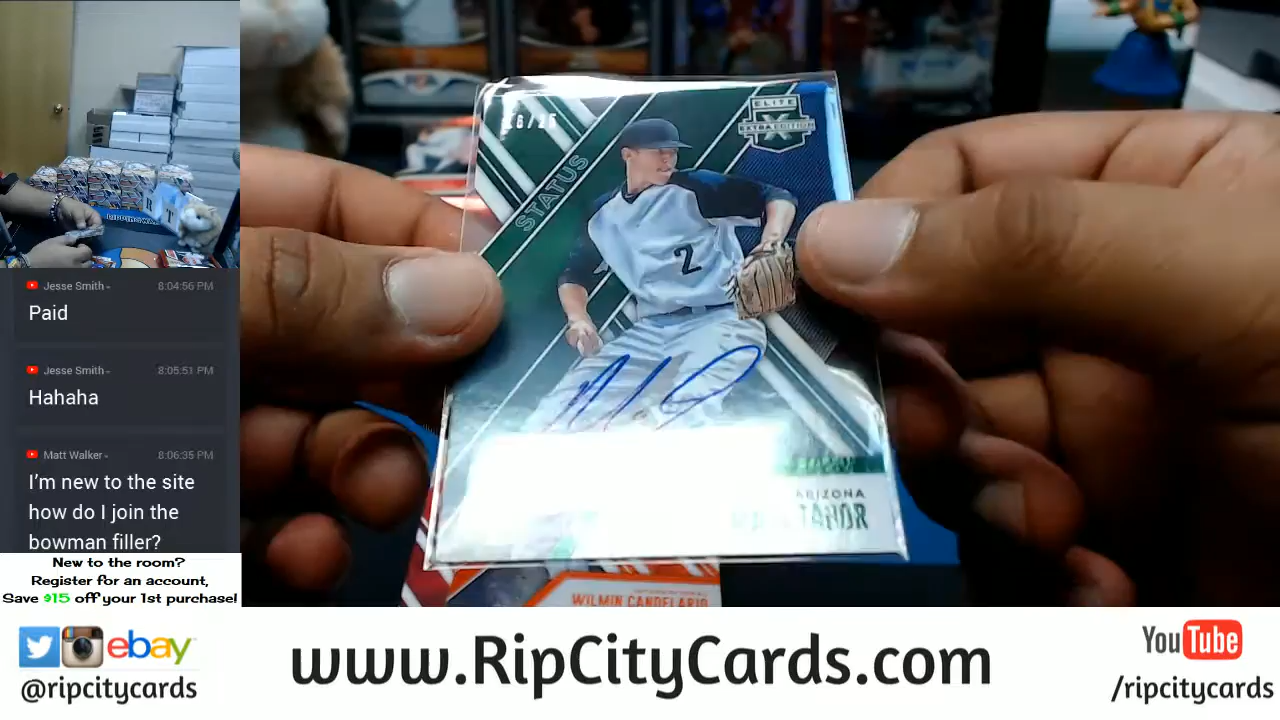 Jesse Smith
8:04:56 PM
Paid
Jesse Smith
8:05:51 PM
Hahaha
Matt Walker
8:06:35 PM
I'm new to the site
how do I join the
bowman filler?
New to the room?
Register for an account,
Save $15 off your 1st purchase!
ELITE
X
EXTRA EDITION
STATUS
2
ARIZONA
WILMIN CANDELARIO
ebay
@ripcitycards
www.RipCityCards.com
YouTube
/ripcitycards